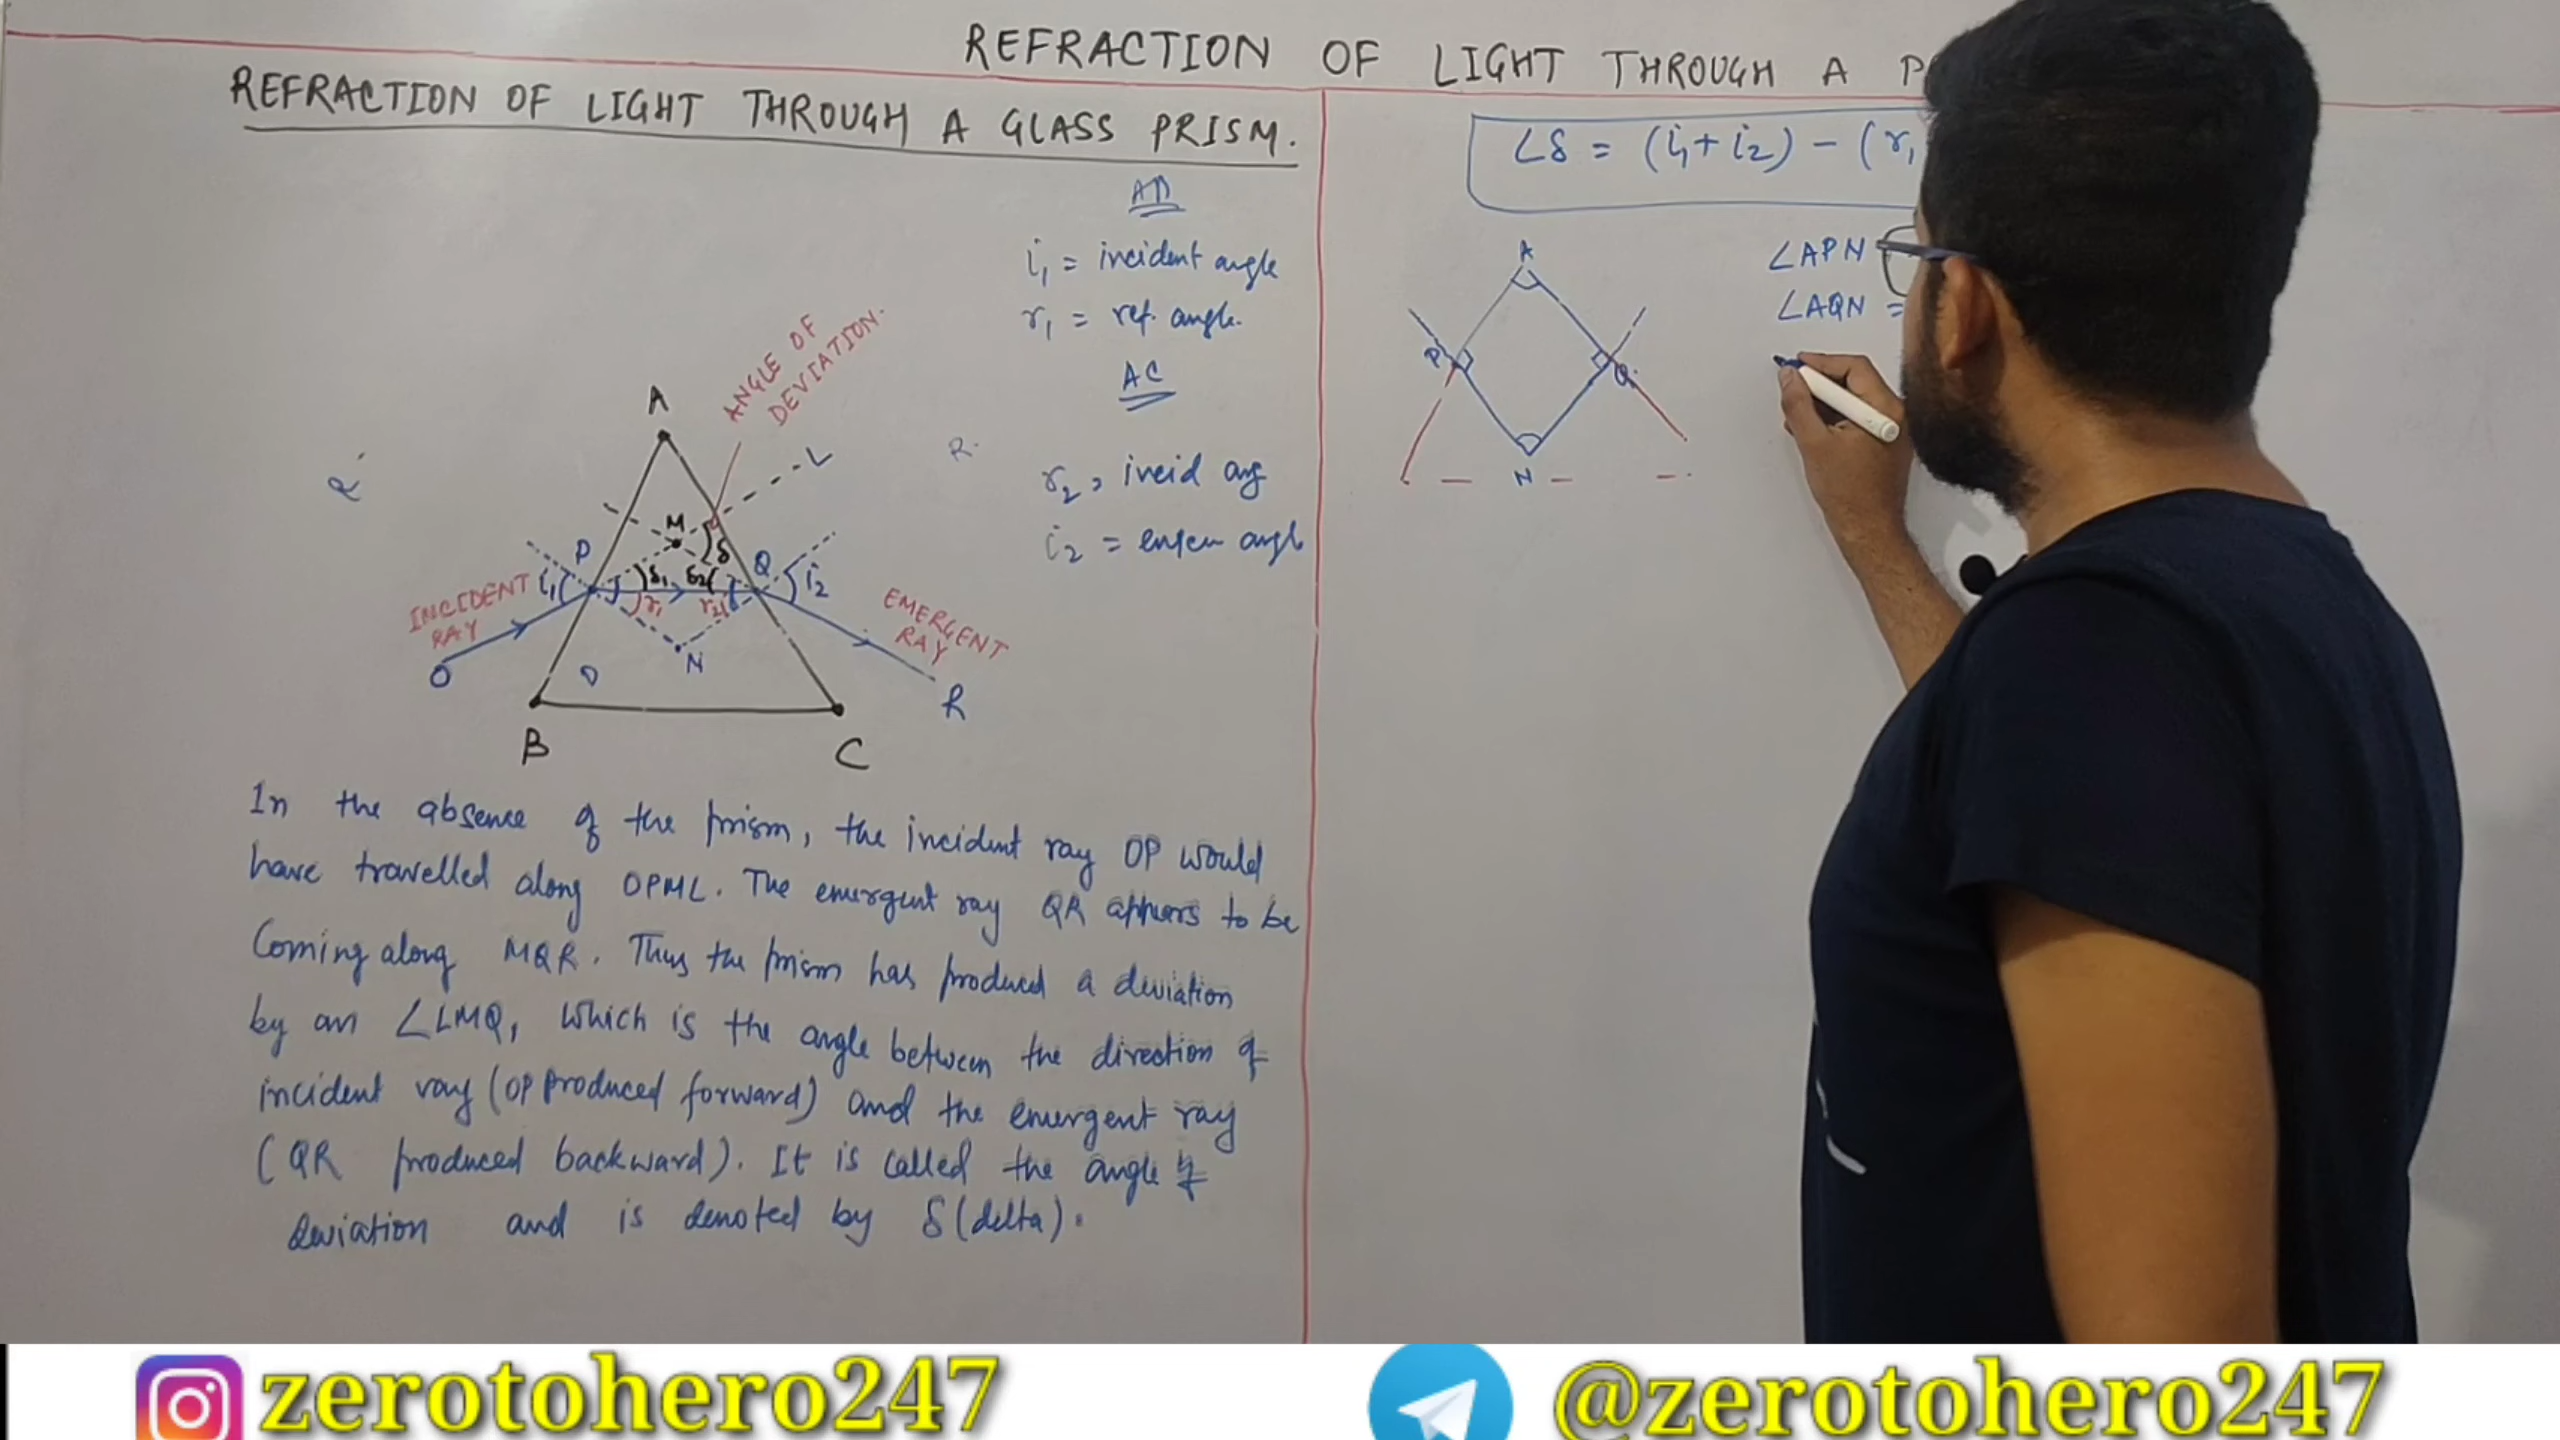 REFRACTION OF LIGHT THROUGH A
REFRACTION OF LIGHT THROUGH A GLASS PRISM.
i1 = incident angle
r1 = ref. angle.
AC
r2, incid ang
i2 = angl
ANGLE OF
DEVIATION.
A
L
M
δ
P
Q
i1
δ1
δ2
i2
r1
r2
INCIDENT
RAY
EMERGENT
RAY
N
O
R
B
C
R.
In the absence of the prism, the incident ray OP would
have travelled along OPML. The emergent ray QR appears to be
Coming along MQR. Thus the prism has produced a deviation
by an ∠LMQ, which is the angle between the direction of
incident ray (OP produced forward) and the emergent ray
(QR produced backward). It is called the angle of
deviation and is denoted by δ (delta).
∠δ = (i1 + i2) - (r1
A
P
Q
N
∠APN
∠AQN =
zerotohero247
@zerotohero247